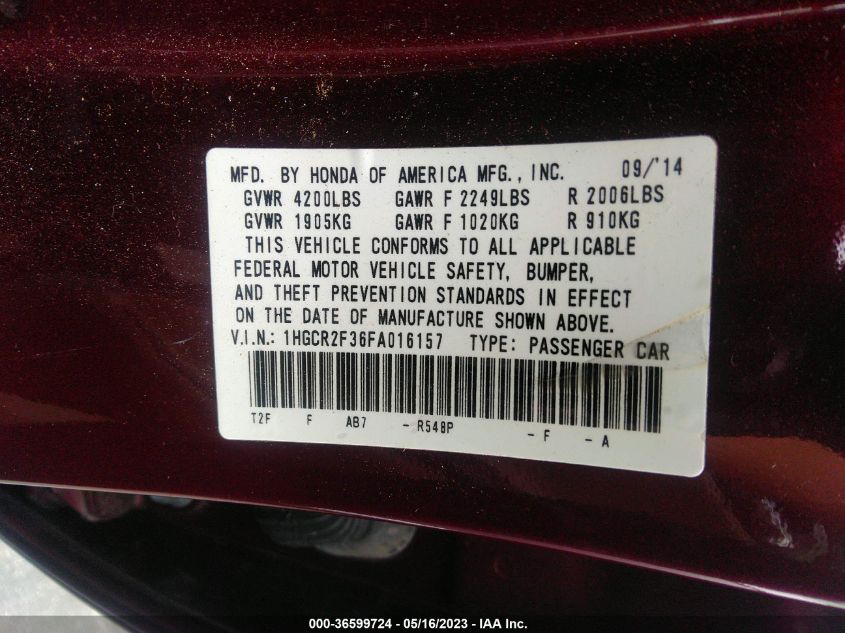 MFD. BY HONDA OF AMERICA MFG., INC. 09/'14
GVWR 4200LBS GAWR F 2249LBS R 2006LBS
GVWR 1905KG GAWR F 1020KG R 910KG
THIS VEHICLE CONFORMS TO ALL APPLICABLE
FEDERAL MOTOR VEHICLE SAFETY, BUMPER,
AND THEFT PREVENTION STANDARDS IN EFFECT
ON THE DATE OF MANUFACTURE SHOWN ABOVE.
V.I.N.: 1HGCR2F36FA016157 TYPE: PASSENGER CAR
T2F F AB7 - R548P - F - A
000-36599724 - 05/16/2023 - IAA Inc.